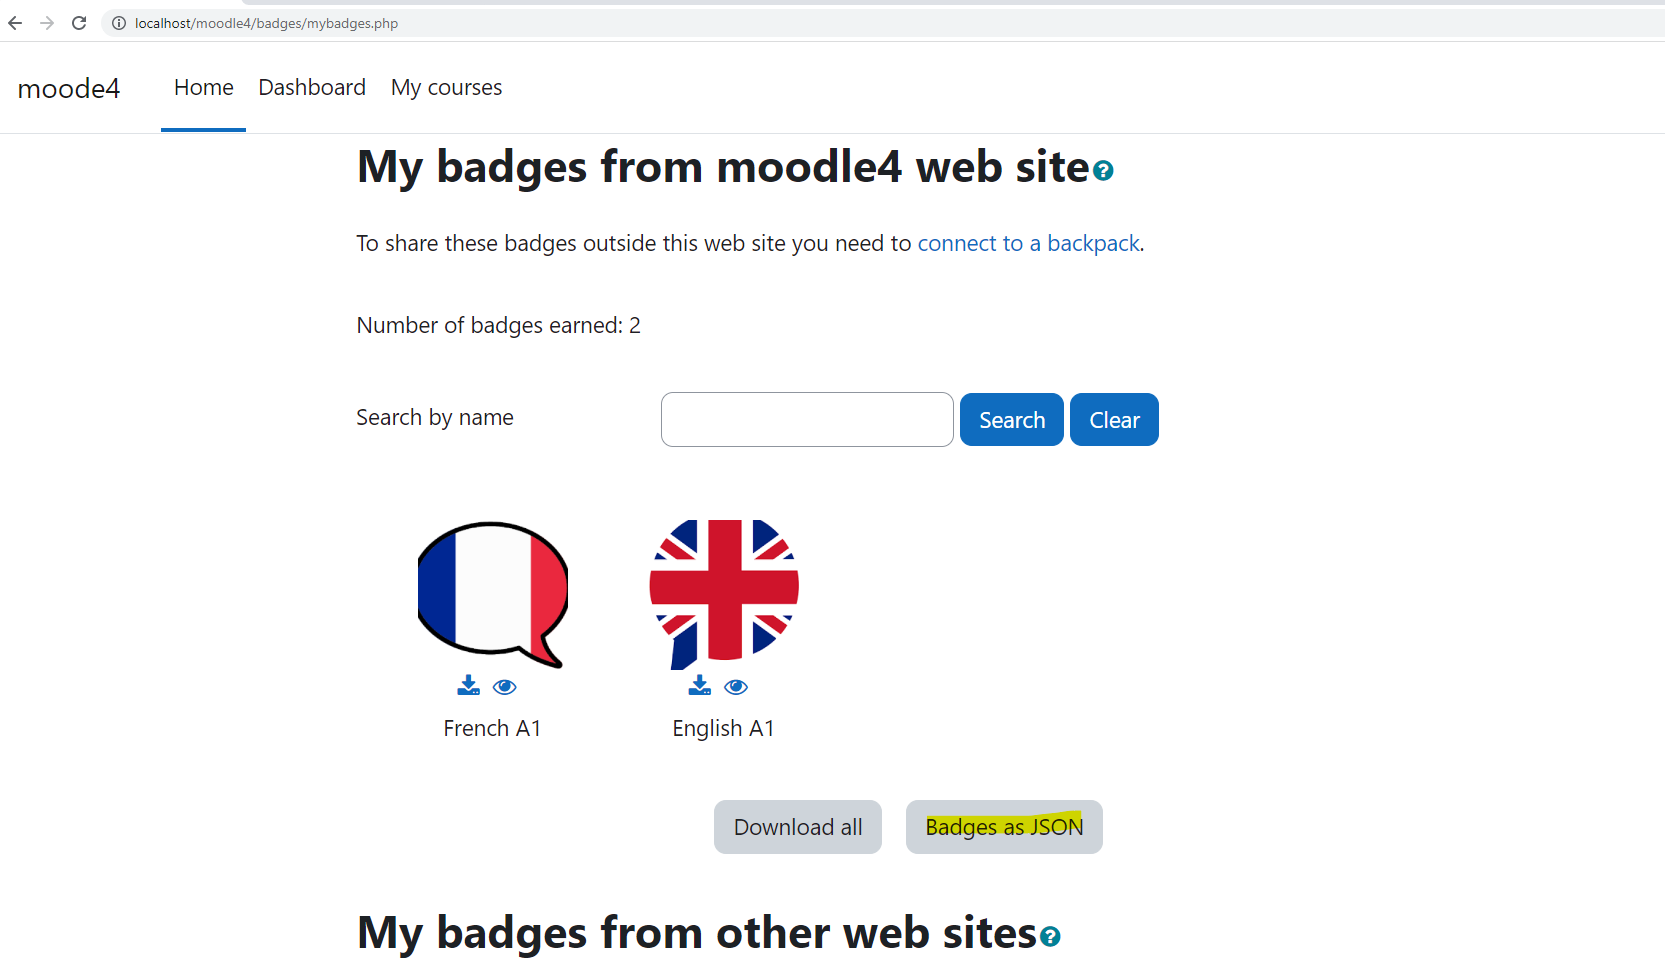 localhost/moodle4/badges/mybadges.php
moode4 Home Dashboard My courses
My badges from moodle4 web site
To share these badges outside this web site you need to connect to a backpack.
Number of badges earned: 2
Search by name Search Clear
French A1 English A1
Download all Badges as JSON
My badges from other web sites